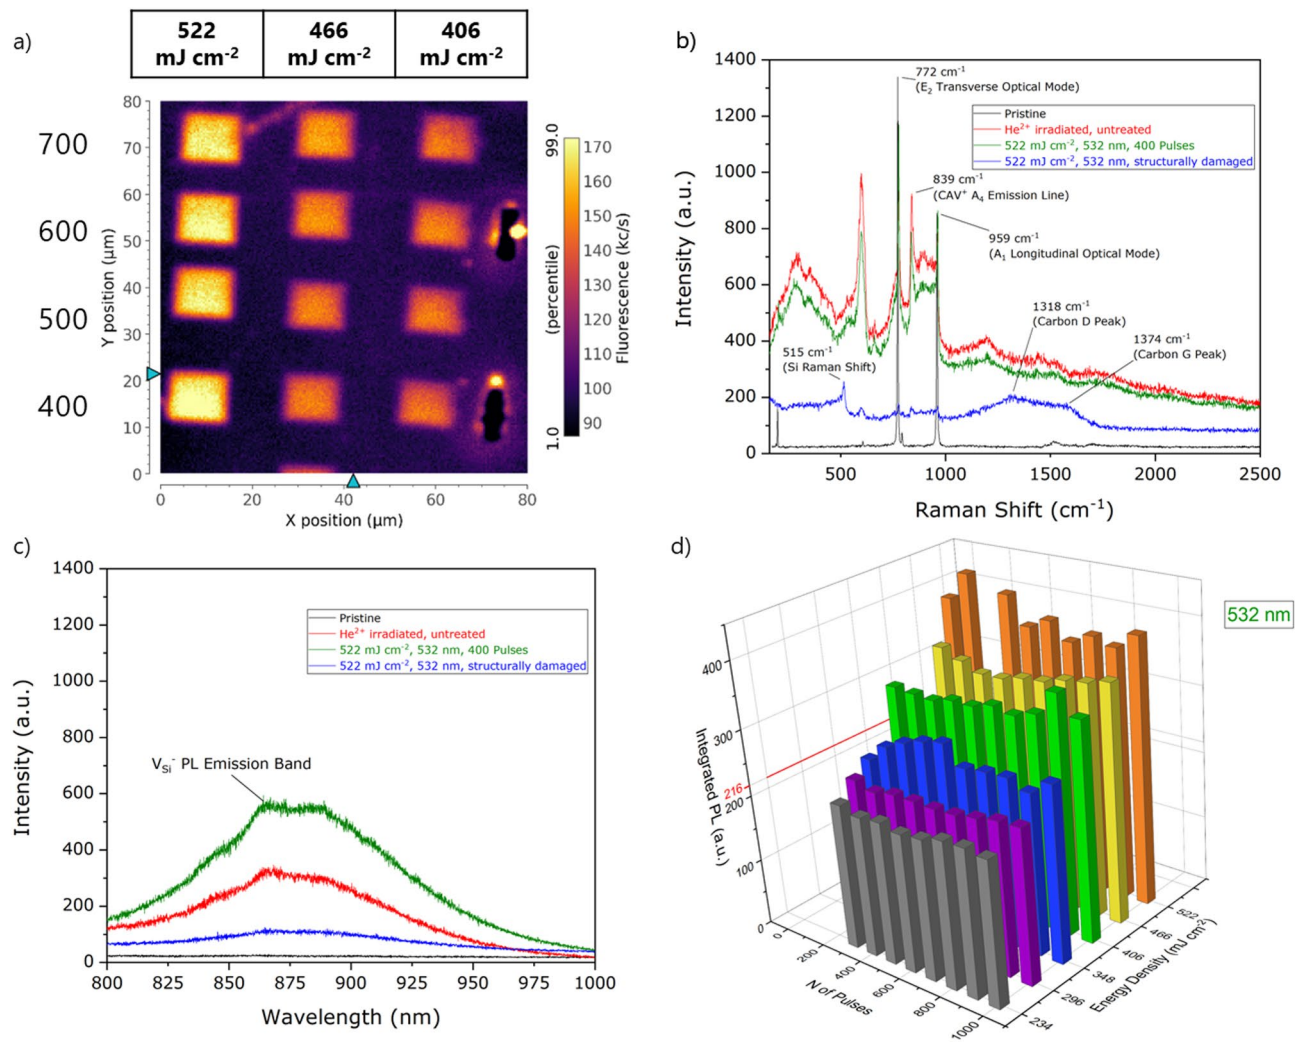 a)
522
mJ cm-2
466
mJ cm-2
406
mJ cm-2
700
600
500
400
Y position (µm)
80
70
60
50
40
30
20
10
0
0
20
40
60
80
X position (µm)
99.0
(percentile)
1.0
170
160
150
140
130
120
110
100
90
Fluorescence (kc/s)
b)
Intensity (a.u.)
1400
1200
1000
800
600
400
200
0
500
1000
1500
2000
2500
Raman Shift (cm-1)
772 cm-1
(E2 Transverse Optical Mode)
Pristine
He2+ irradiated, untreated
522 mJ cm-2, 532 nm, 400 Pulses
522 mJ cm-2, 532 nm, structurally damaged
839 cm-1
(CAV+ A4 Emission Line)
959 cm-1
(A1 Longitudinal Optical Mode)
1318 cm-1
(Carbon D Peak)
1374 cm-1
(Carbon G Peak)
515 cm-1
(Si Raman Shift)
c)
Intensity (a.u.)
1400
1200
1000
800
600
400
200
0
800
825
850
875
900
925
950
975
1000
Wavelength (nm)
Pristine
He2+ irradiated, untreated
522 mJ cm-2, 532 nm, 400 Pulses
522 mJ cm-2, 532 nm, structurally damaged
VSi- PL Emission Band
d)
532 nm
Integrated PL (a.u.)
400
300
216
200
100
0
0
200
400
600
800
1000
N of Pulses
234
296
348
406
466
522
Energy Density (mJ cm-2)